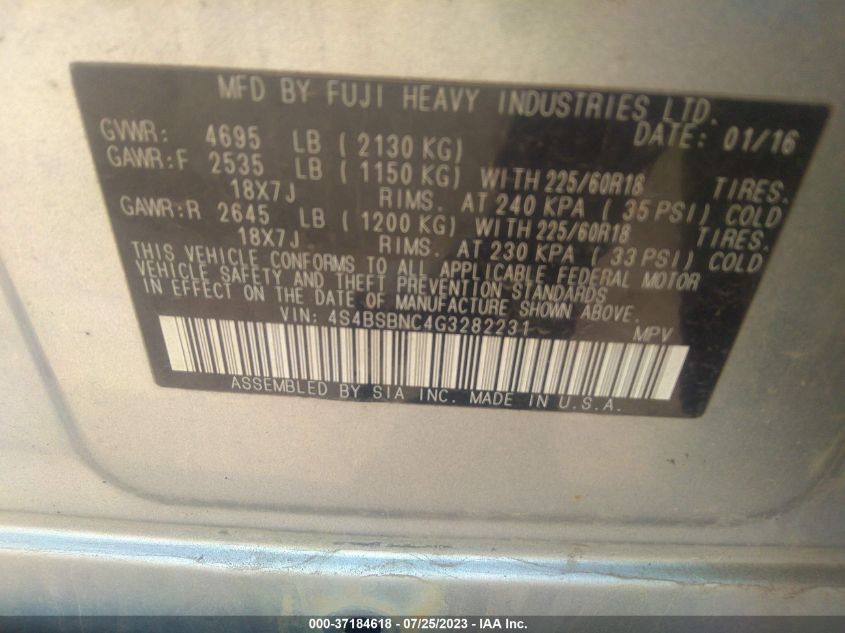 MFD BY FUJI HEAVY INDUSTRIES LTD.
GVWR: 4695 LB ( 2130 KG) DATE: 01/16
GAWR:F 2535 LB ( 1150 KG) WITH 225/60R18 TIRES.
18X7J RIMS. AT 240 KPA ( 35 PSI) COLD
GAWR:R 2645 LB ( 1200 KG) WITH 225/60R18 TIRES.
18X7J RIMS. AT 230 KPA ( 33 PSI) COLD
THIS VEHICLE CONFORMS TO ALL APPLICABLE FEDERAL MOTOR
VEHICLE SAFETY AND THEFT PREVENTION STANDARDS
IN EFFECT ON THE DATE OF MANUFACTURE SHOWN ABOVE.
VIN: 4S4BSBNC4G3282231 MPV
ASSEMBLED BY SIA INC. MADE IN U.S.A.
000-37184618 - 07/25/2023 - IAA Inc.